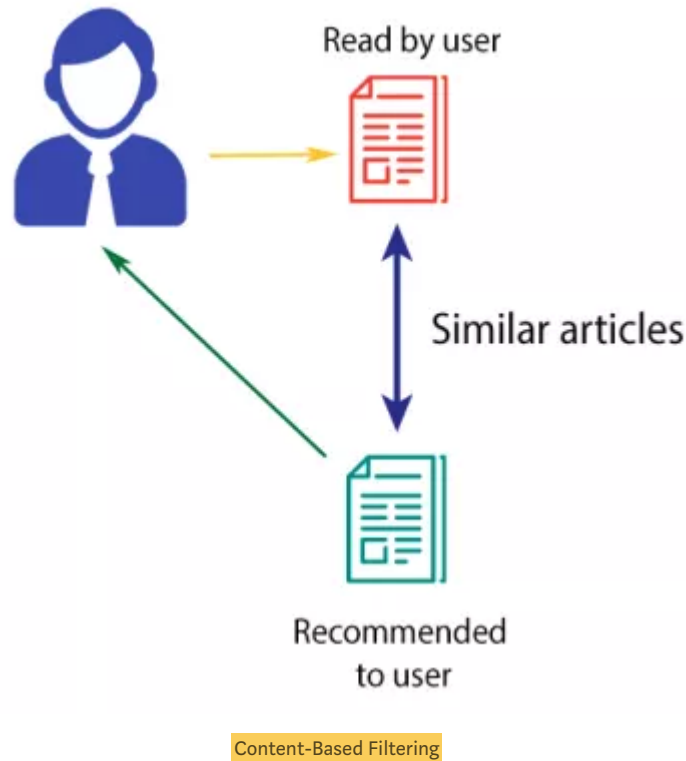 Read by user
Similar articles
Recommended
to user
Content-Based Filtering